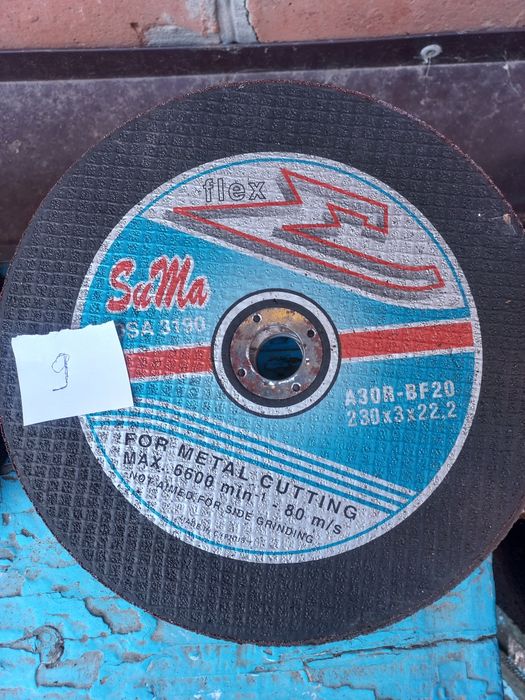 flex
SuMa
SA 3190
9
A30R-BF20
230x3x22.2
FOR METAL CUTTING
MAX. 6600 min-1 - 80 m/s
NOT AIMED FOR SIDE GRINDING